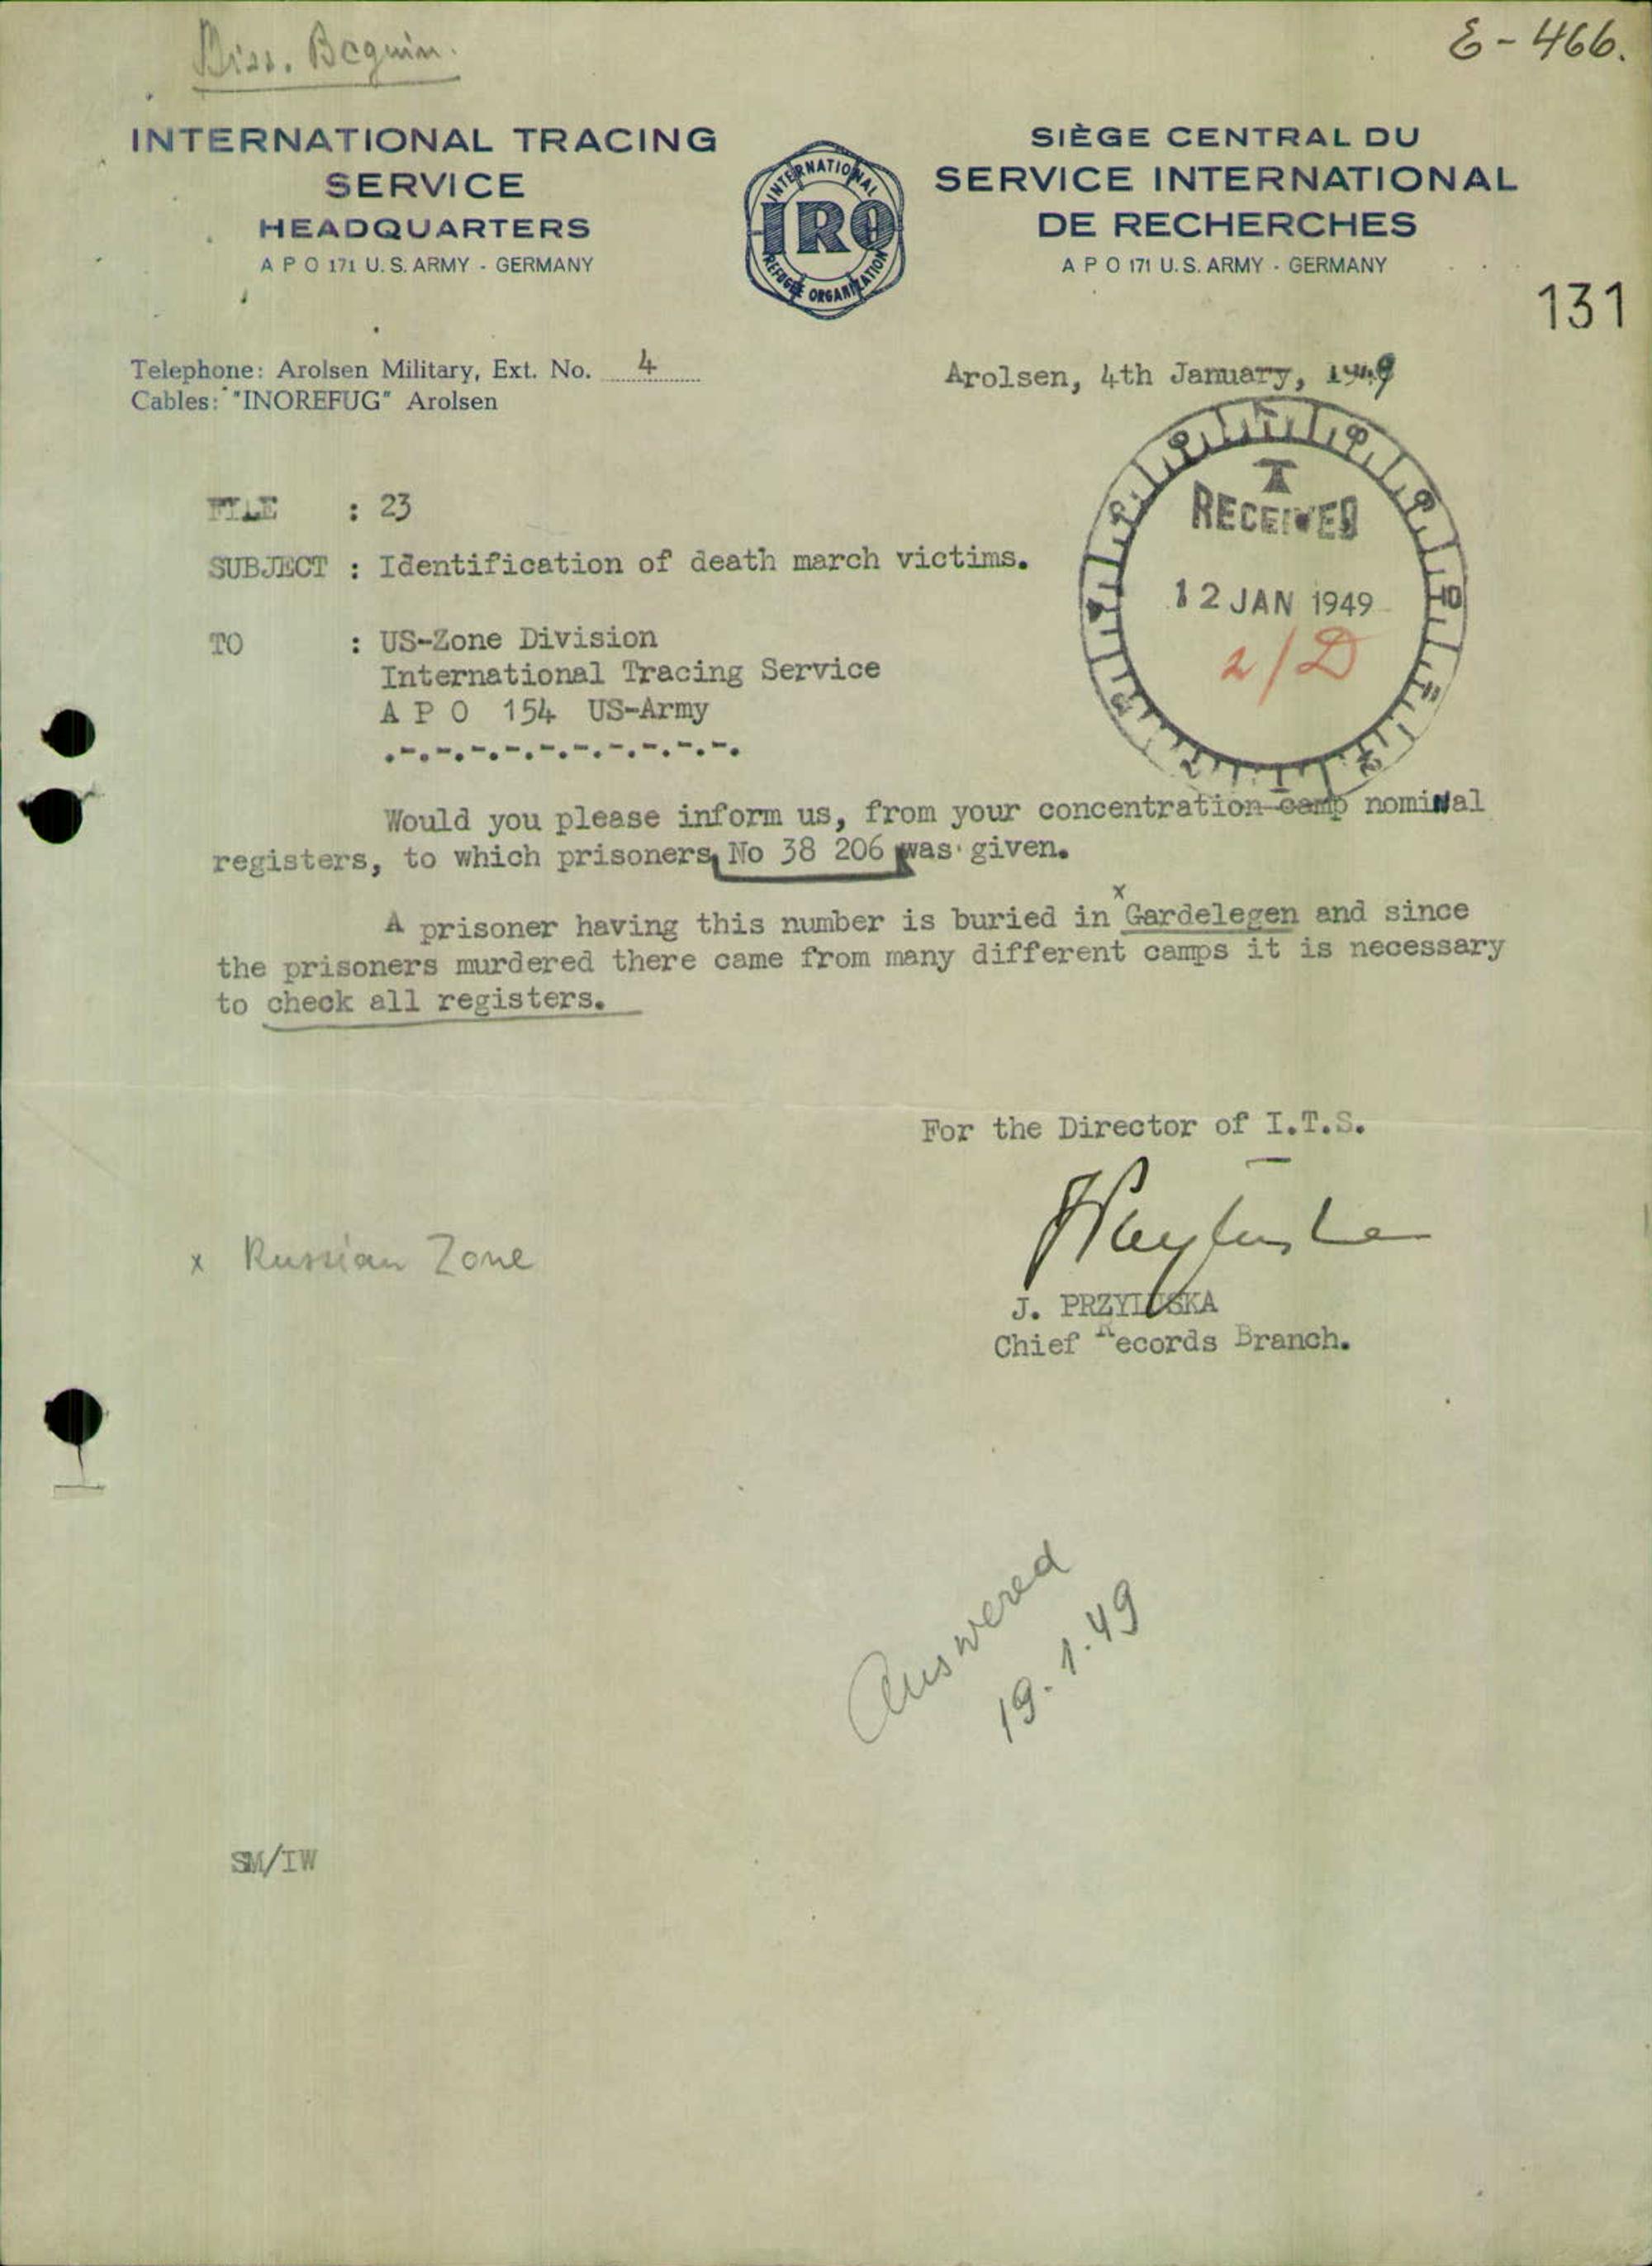 Miss. Beguin.
E-466.
INTERNATIONAL TRACING
SERVICE
HEADQUARTERS
A P O 171 U. S. ARMY - GERMANY
INTERNATIONAL
IRO
REFUGEE ORGANIZATION
SIÈGE CENTRAL DU
SERVICE INTERNATIONAL
DE RECHERCHES
A P O 171 U. S. ARMY - GERMANY
131
Telephone: Arolsen Military, Ext. No. 4
Cables: "INOREFUG" Arolsen
Arolsen, 4th January, 1949
RECEIVED
12 JAN 1949
2/D
FILE : 23
SUBJECT : Identification of death march victims.
TO : US-Zone Division
International Tracing Service
A P O 154 US-Army
.-.-.-.-.-.-.-.-.-.-.
Would you please inform us, from your concentration camp nominal
registers, to which prisoners No 38 206 was given.
x
A prisoner having this number is buried in Gardelegen and since
the prisoners murdered there came from many different camps it is necessary
to check all registers.
For the Director of I.T.S.
x Russian Zone
J. PRZYLUSKA
Chief Records Branch.
Answered
19.1.49
SM/IW